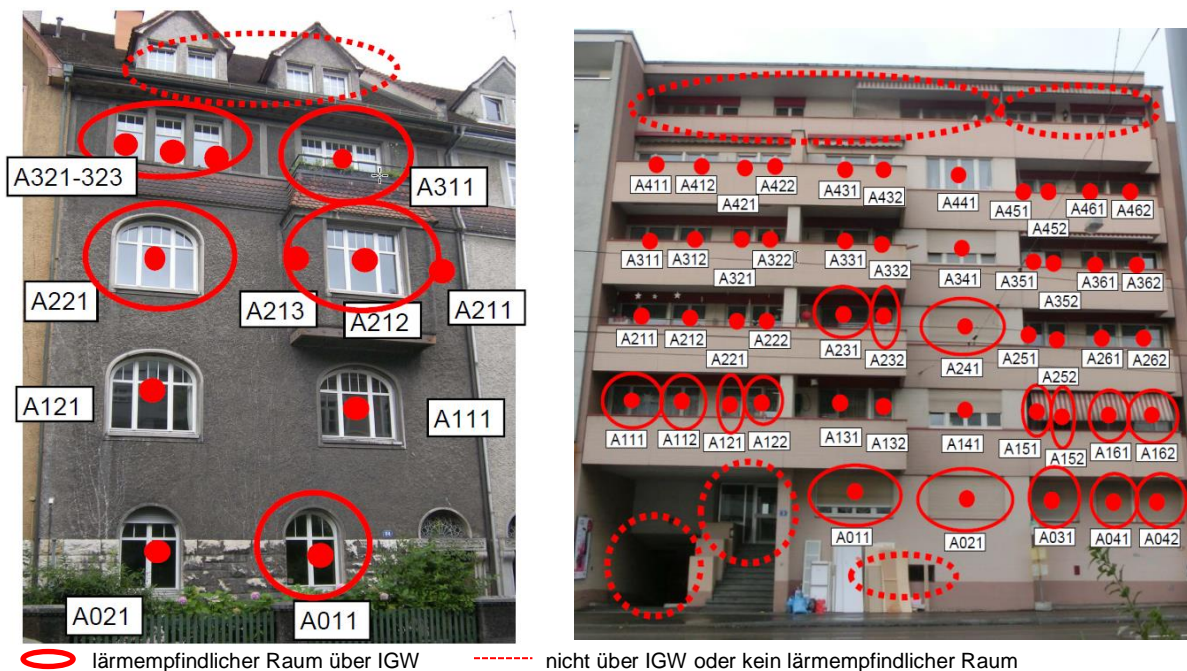 A321-323
A311
A221
A213
A212
A211
A121
A111
A021
A011
A411 A412 A421 A422 A431 A432 A441 A451 A452 A461 A462
A311 A312 A321 A322 A331 A332 A341 A351 A352 A361 A362
A211 A212 A221 A222 A231 A232 A241 A251 A252 A261 A262
A111 A112 A121 A122 A131 A132 A141 A151 A152 A161 A162
A011 A021 A031 A041 A042
lärmempfindlicher Raum über IGW
nicht über IGW oder kein lärmempfindlicher Raum